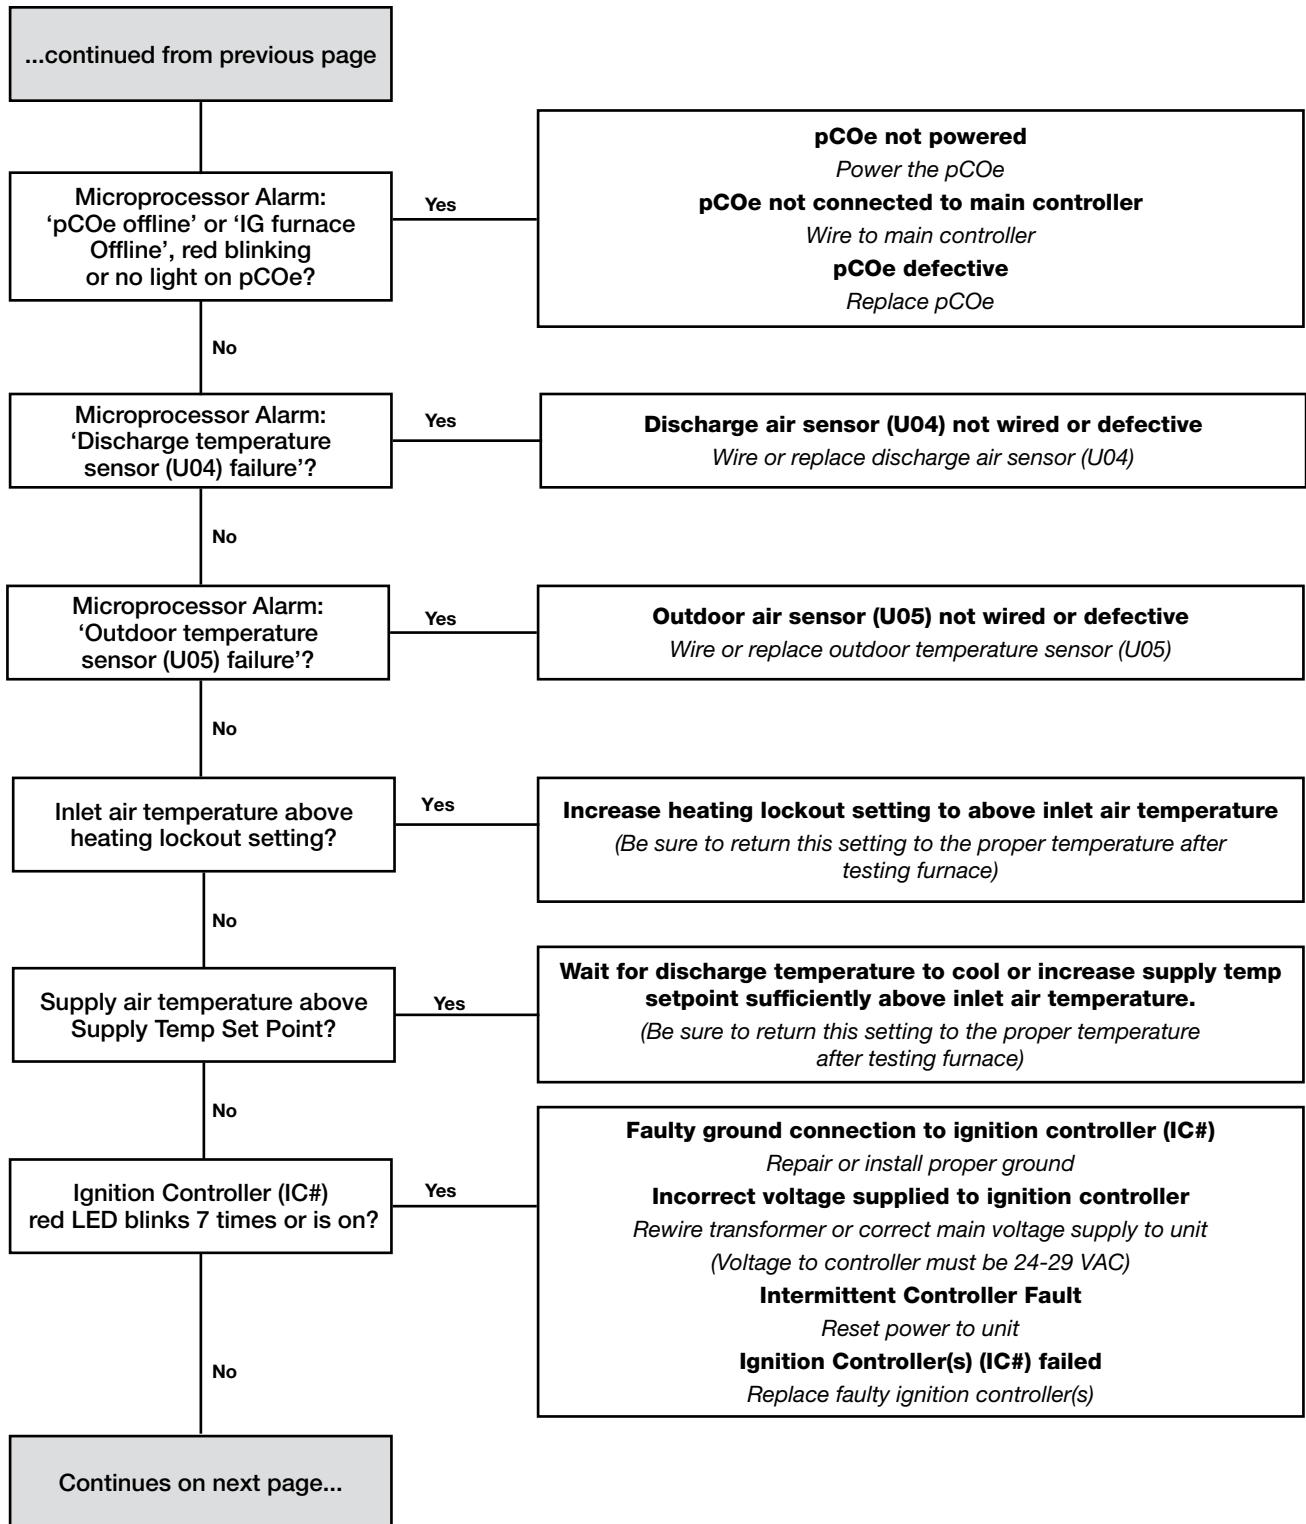 ...continued from previous page
Microprocessor Alarm:
‘pCOe offline’ or ‘IG furnace
Offline’, red blinking
or no light on pCOe?
Yes
pCOe not powered
Power the pCOe
pCOe not connected to main controller
Wire to main controller
pCOe defective
Replace pCOe
No
Microprocessor Alarm:
‘Discharge temperature
sensor (U04) failure’?
Yes
Discharge air sensor (U04) not wired or defective
Wire or replace discharge air sensor (U04)
No
Microprocessor Alarm:
‘Outdoor temperature
sensor (U05) failure’?
Yes
Outdoor air sensor (U05) not wired or defective
Wire or replace outdoor temperature sensor (U05)
No
Inlet air temperature above
heating lockout setting?
Yes
Increase heating lockout setting to above inlet air temperature
(Be sure to return this setting to the proper temperature after
testing furnace)
No
Supply air temperature above
Supply Temp Set Point?
Yes
Wait for discharge temperature to cool or increase supply temp
setpoint sufficiently above inlet air temperature.
(Be sure to return this setting to the proper temperature
after testing furnace)
No
Ignition Controller (IC#)
red LED blinks 7 times or is on?
Yes
Faulty ground connection to ignition controller (IC#)
Repair or install proper ground
Incorrect voltage supplied to ignition controller
Rewire transformer or correct main voltage supply to unit
(Voltage to controller must be 24-29 VAC)
Intermittent Controller Fault
Reset power to unit
Ignition Controller(s) (IC#) failed
Replace faulty ignition controller(s)
No
Continues on next page...